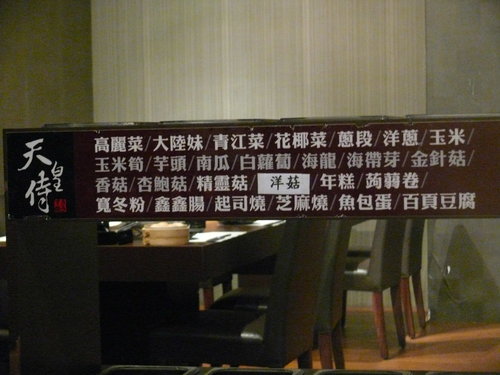 天皇侍
高麗菜/大陸妹/青江菜/花椰菜/蔥段/洋蔥/玉米
玉米筍/芋頭/南瓜/白蘿蔔/海龍/海帶芽/金針菇
香菇/杏鮑菇/精靈菇/洋菇/年糕/蒟蒻卷/
寬冬粉/鑫鑫腸/起司燒/芝麻燒/魚包蛋/百頁豆腐